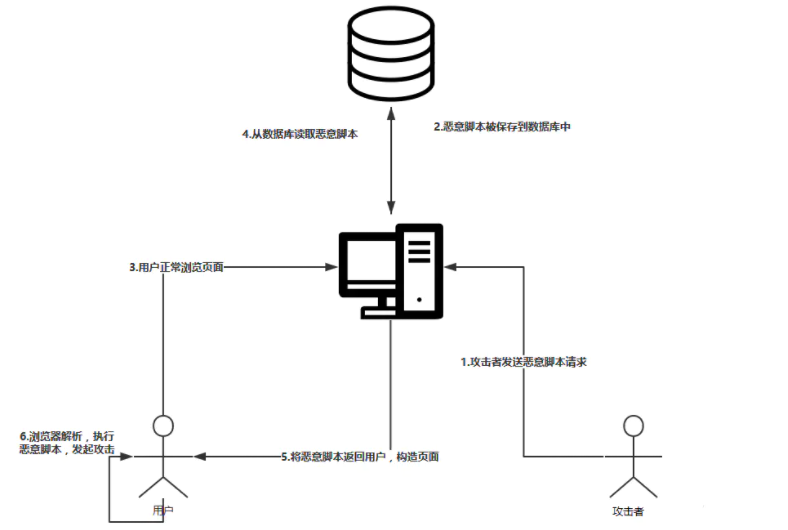 4.从数据库读取恶意脚本
2.恶意脚本被保存到数据库中
3.用户正常浏览页面
1.攻击者发送恶意脚本请求
6.浏览器解析，执行
恶意脚本，发起攻击
5.将恶意脚本返回用户，构造页面
用户
攻击者